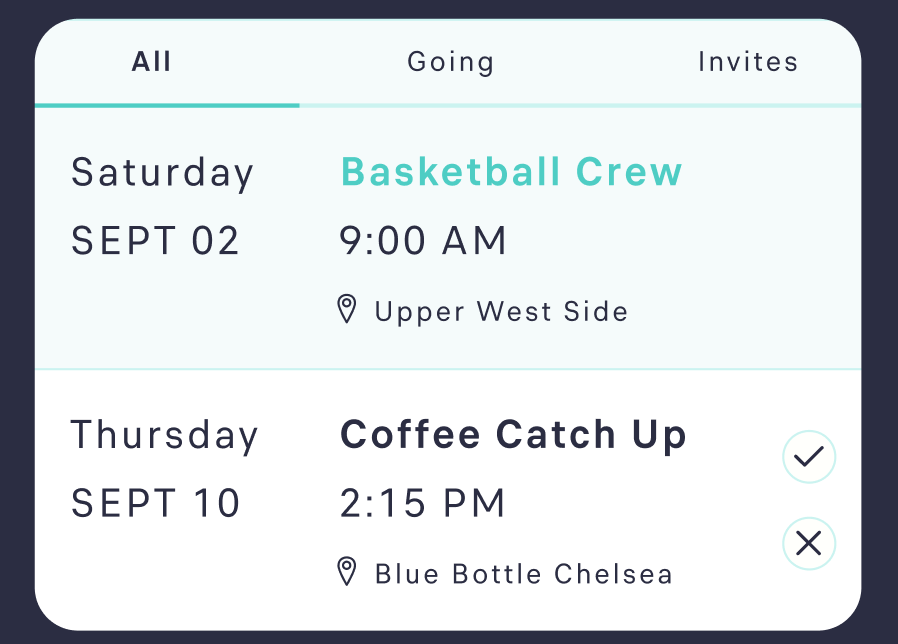 All Going Invites
Saturday Basketball Crew
SEPT 02 9:00 AM
Upper West Side
Thursday Coffee Catch Up
SEPT 10 2:15 PM
Blue Bottle Chelsea